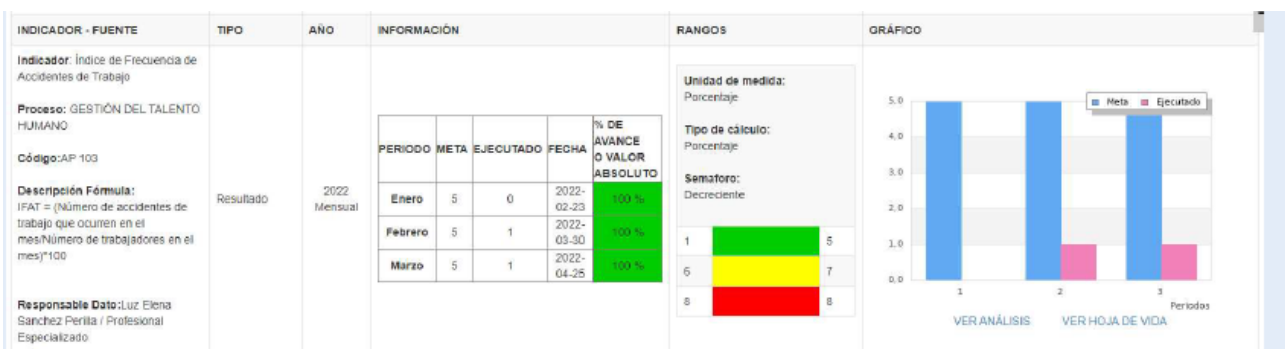 INDICADOR - FUENTE TIPO AÑO INFORMACIÓN RANGOS GRÁFICO
Indicador: Índice de Frecuencia de
Accidentes de Trabajo
Proceso: GESTIÓN DEL TALENTO
HUMANO
Código:AP 103
Descripción Fórmula:
IFAT = (Número de accidentes de
trabajo que ocurren en el
mes/Número de trabajadores en el
mes)*100
Responsable Dato:Luz Elena
Sanchez Perilla / Profesional
Especializado
Resultado
2022
Mensual
PERIODO META EJECUTADO FECHA % DE
AVANCE
O VALOR
ABSOLUTO
Enero 5 0 2022-
02-23 100 %
Febrero 5 1 2022-
03-30 100 %
Marzo 5 1 2022-
04-25 100 %
Unidad de medida:
Porcentaje
Tipo de cálculo:
Porcentaje
Semaforo:
Decreciente
1 5
6 7
8 8
Meta Ejecutado
5.0
4.0
3.0
2.0
1.0
0.0
1 2 3
Periodos
VER ANÁLISIS VER HOJA DE VIDA